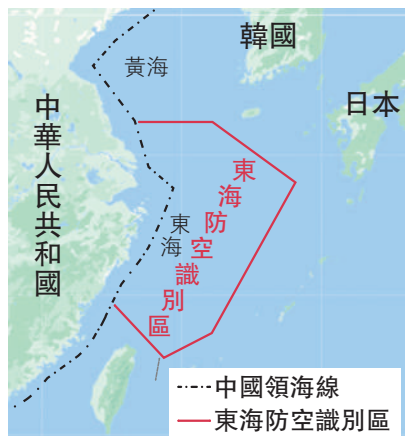 韓國
黃海
日本
中華人民共和國
東海防空識別區
東海
中國領海線
東海防空識別區